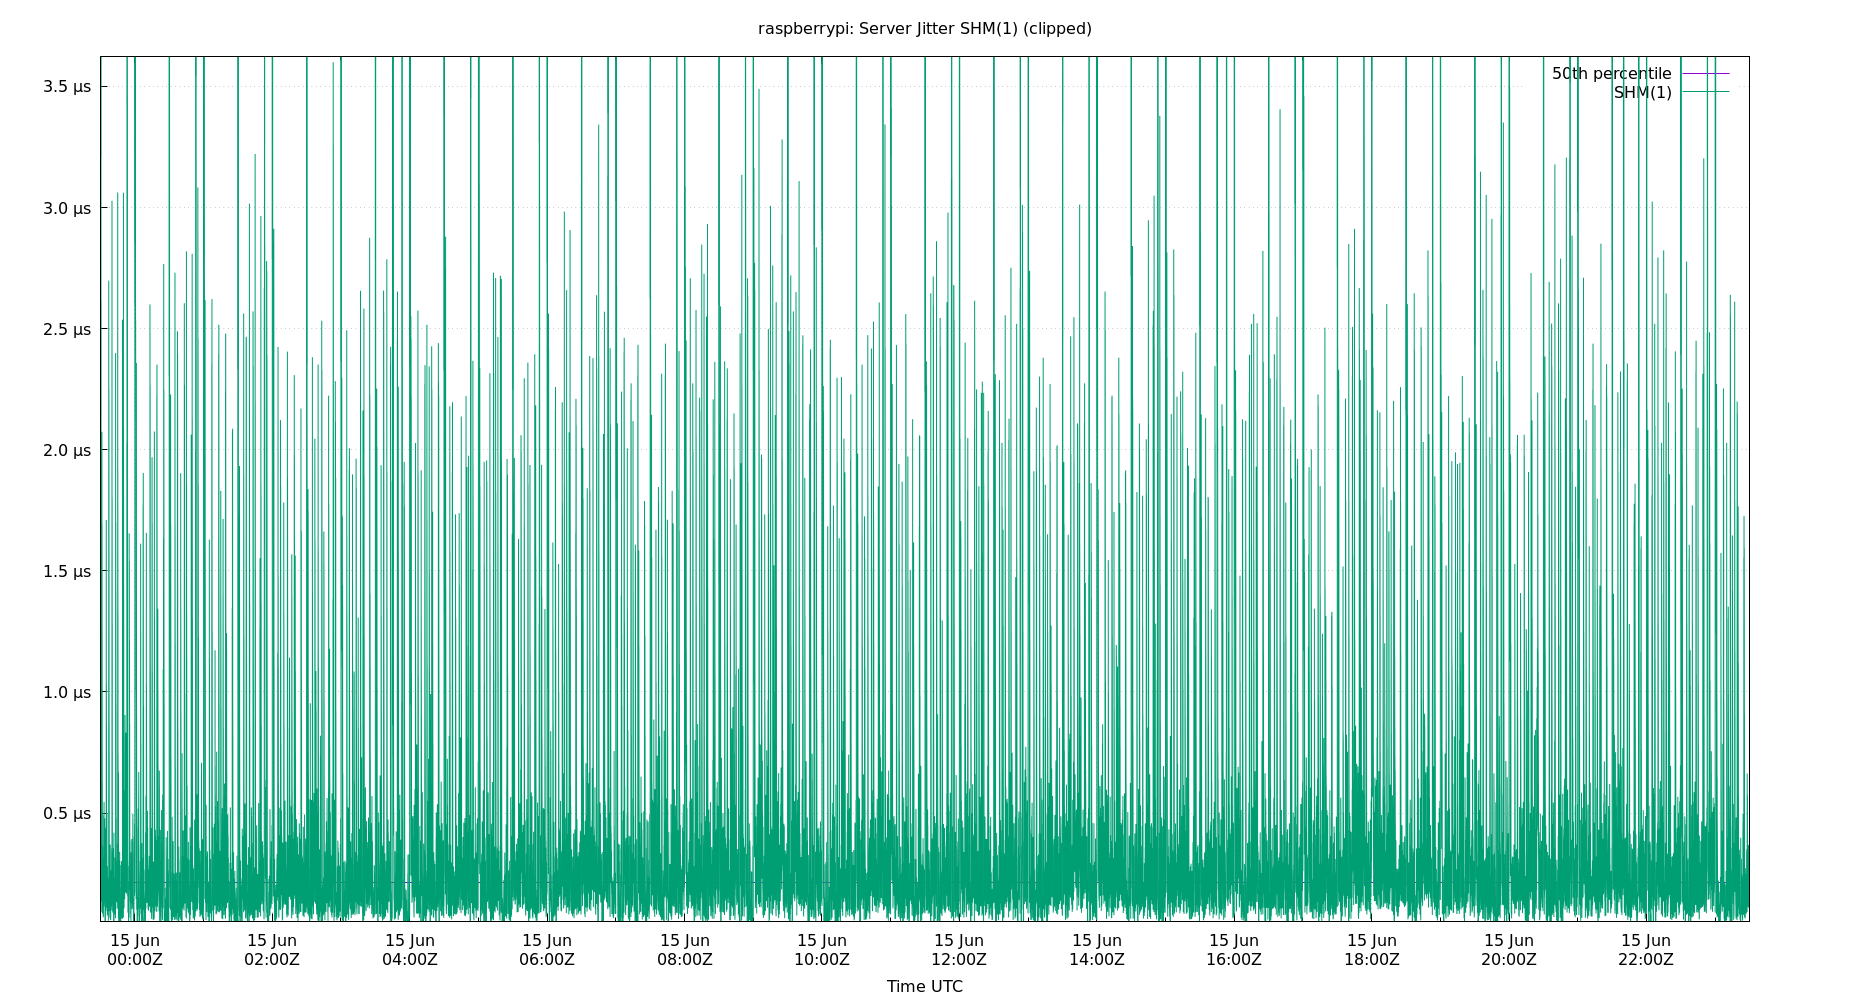 raspberrypi: Server Jitter SHM(1) (clipped)
50th percentile
SHM(1)
3.5 µs
3.0 µs
2.5 µs
2.0 µs
1.5 µs
1.0 µs
0.5 µs
15 Jun 15 Jun 15 Jun 15 Jun 15 Jun 15 Jun 15 Jun 15 Jun 15 Jun 15 Jun 15 Jun 15 Jun
00:00Z 02:00Z 04:00Z 06:00Z 08:00Z 10:00Z 12:00Z 14:00Z 16:00Z 18:00Z 20:00Z 22:00Z
Time UTC